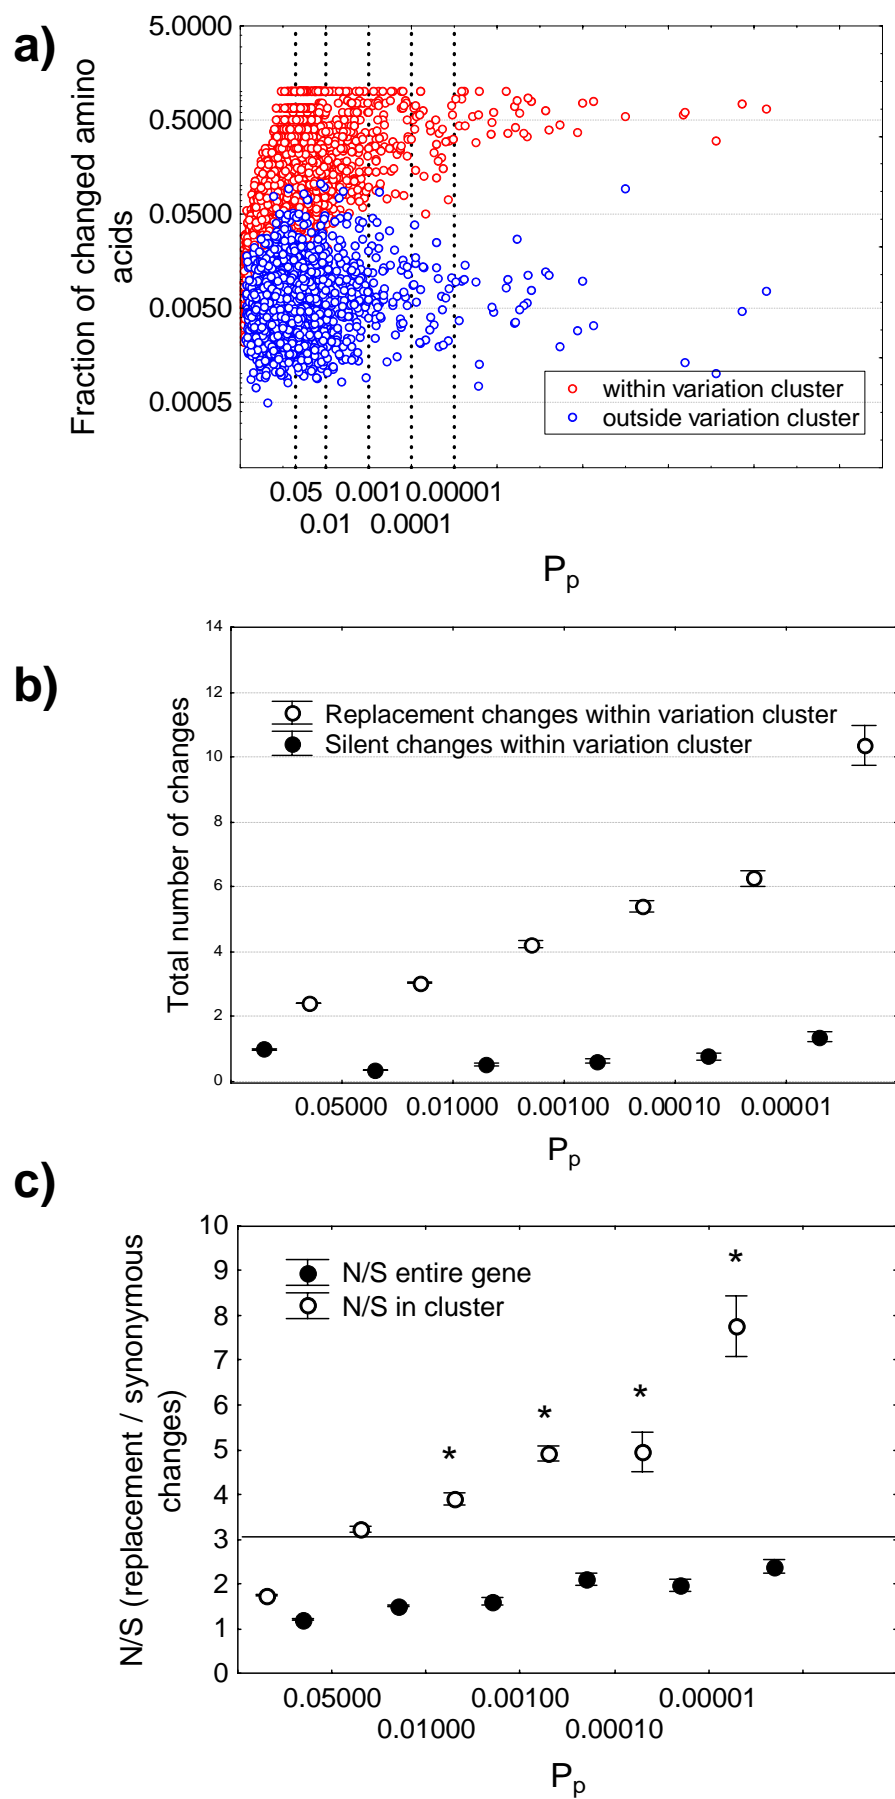 a)
Fraction of changed amino
acids
5.0000
0.5000
0.0500
0.0050
0.0005
within variation cluster
outside variation cluster
0.05 0.001 0.00001
0.01 0.0001
Pp
b)
Total number of changes
14
12
10
8
6
4
2
0
Replacement changes within variation cluster
Silent changes within variation cluster
0.05000 0.01000 0.00100 0.00010 0.00001
Pp
c)
N/S (replacement / synonymous
changes)
10
9
8
7
6
5
4
3
2
1
0
N/S entire gene
N/S in cluster
*
*
*
*
0.05000 0.00100 0.00001
0.01000 0.00010
Pp